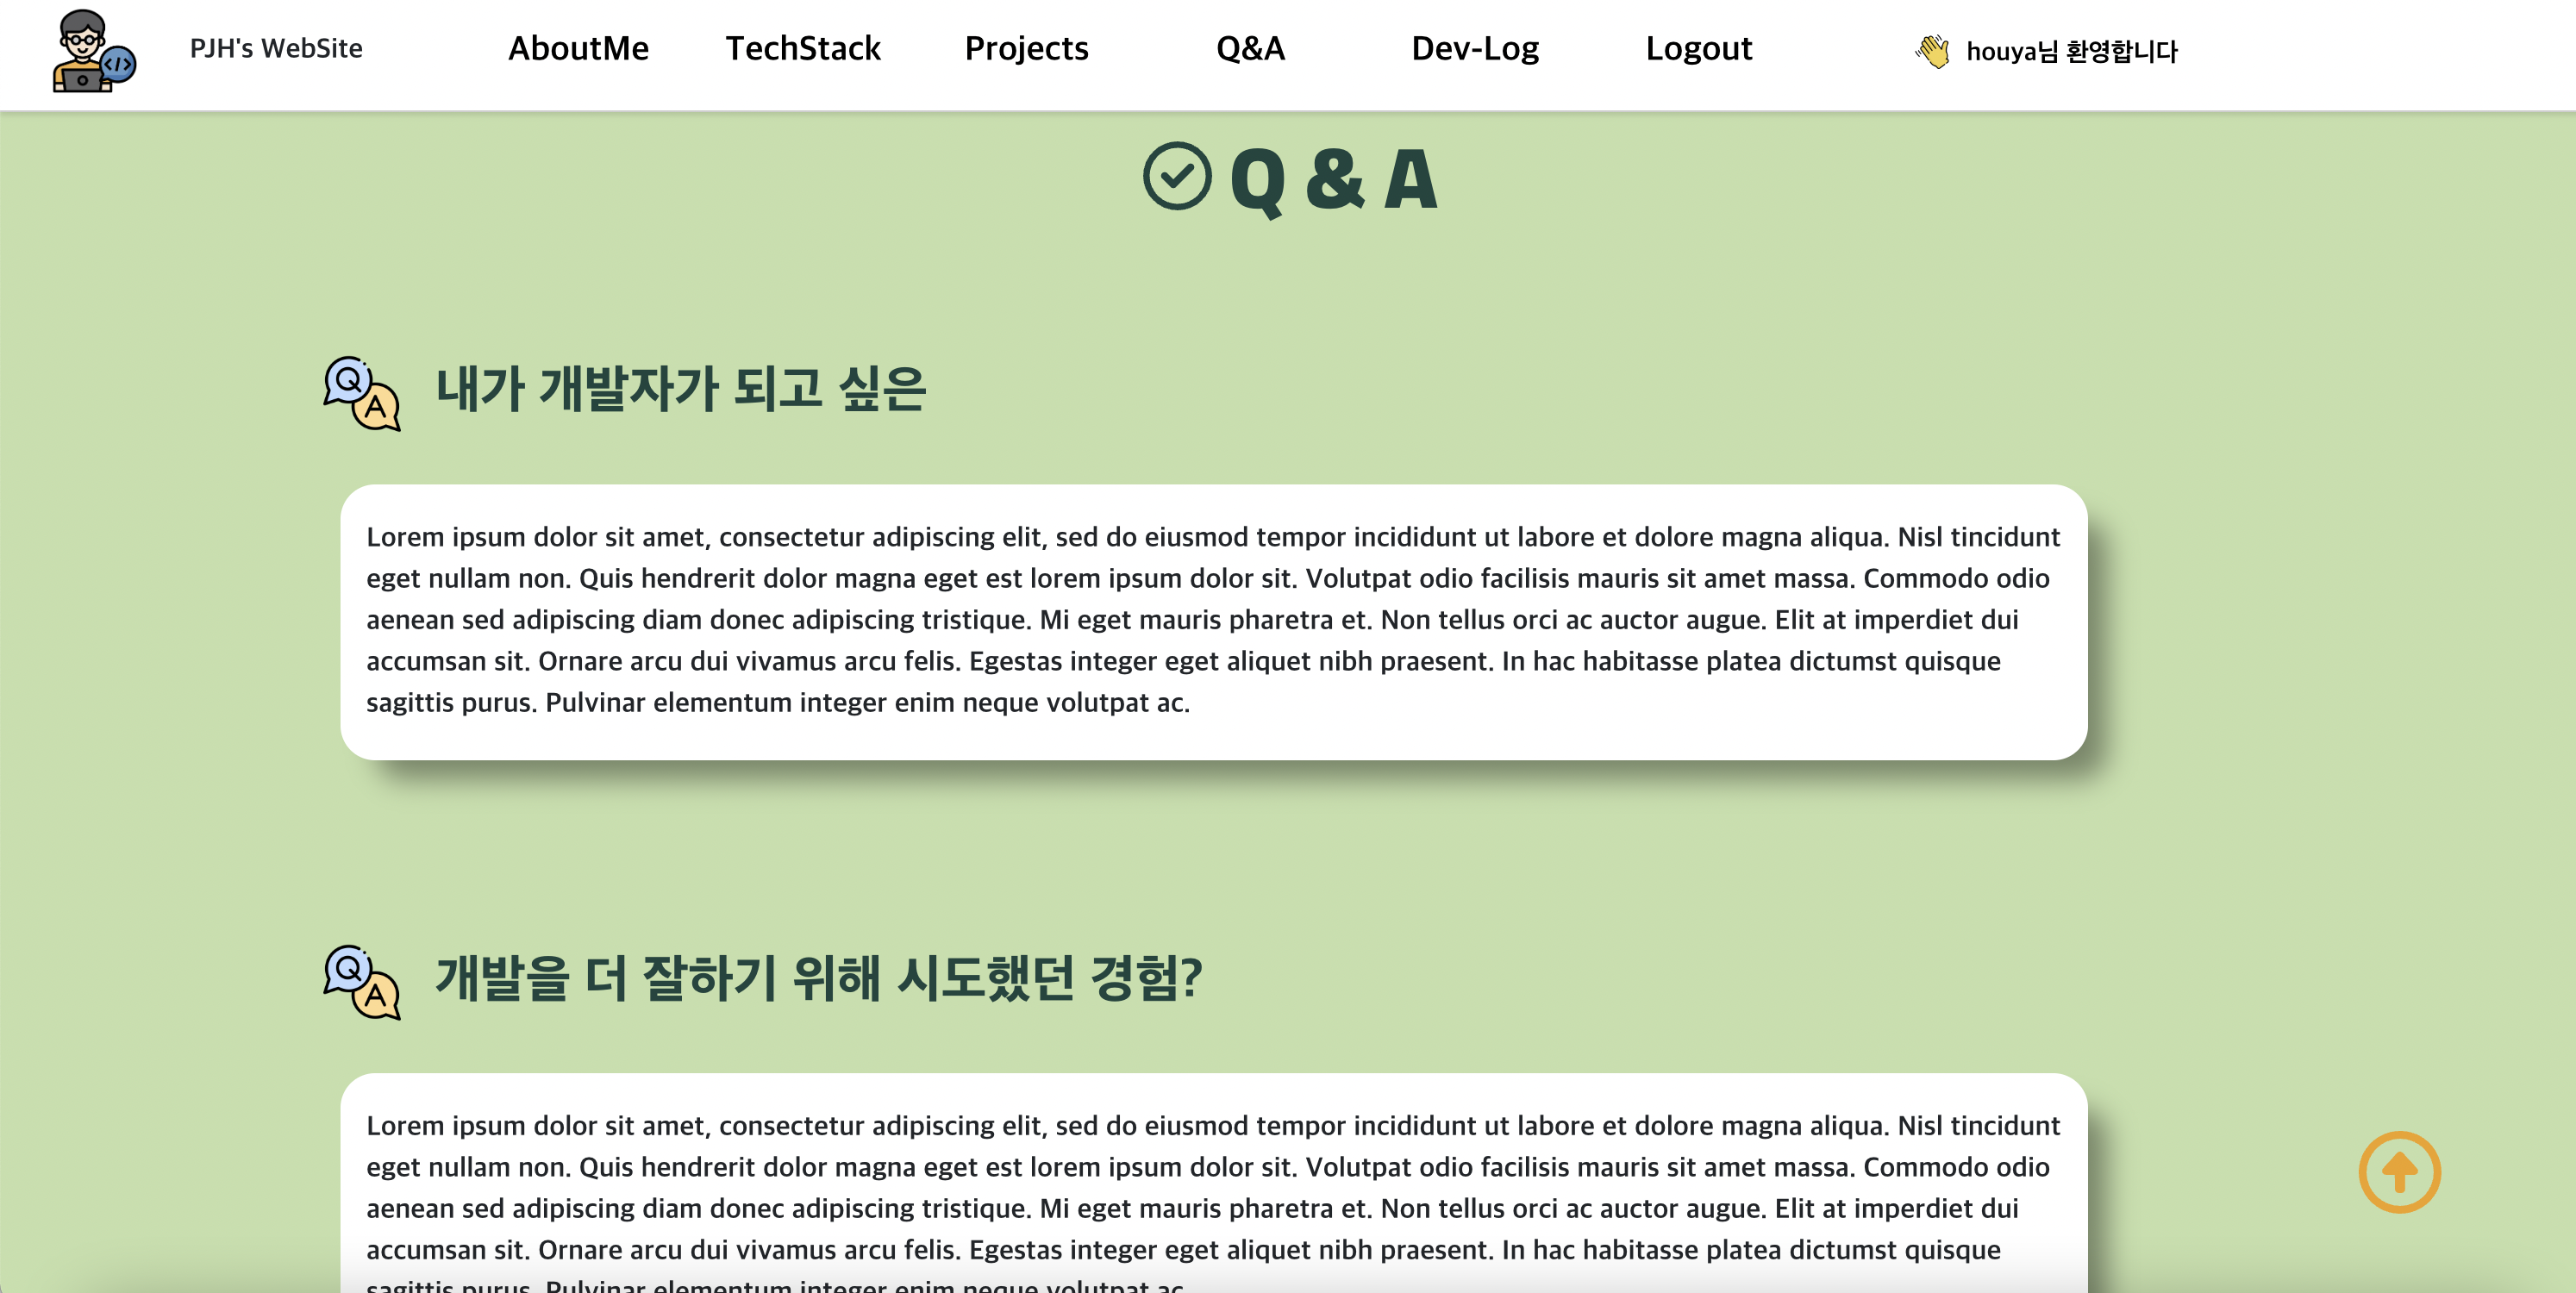 PJH's WebSite
AboutMe
TechStack
Projects
Q&A
Dev-Log
Logout
houya님 환영합니다
Q & A
내가 개발자가 되고 싶은
Lorem ipsum dolor sit amet, consectetur adipiscing elit, sed do eiusmod tempor incididunt ut labore et dolore magna aliqua. Nisl tincidunt
eget nullam non. Quis hendrerit dolor magna eget est lorem ipsum dolor sit. Volutpat odio facilisis mauris sit amet massa. Commodo odio
aenean sed adipiscing diam donec adipiscing tristique. Mi eget mauris pharetra et. Non tellus orci ac auctor augue. Elit at imperdiet dui
accumsan sit. Ornare arcu dui vivamus arcu felis. Egestas integer eget aliquet nibh praesent. In hac habitasse platea dictumst quisque
sagittis purus. Pulvinar elementum integer enim neque volutpat ac.
개발을 더 잘하기 위해 시도했던 경험?
Lorem ipsum dolor sit amet, consectetur adipiscing elit, sed do eiusmod tempor incididunt ut labore et dolore magna aliqua. Nisl tincidunt
eget nullam non. Quis hendrerit dolor magna eget est lorem ipsum dolor sit. Volutpat odio facilisis mauris sit amet massa. Commodo odio
aenean sed adipiscing diam donec adipiscing tristique. Mi eget mauris pharetra et. Non tellus orci ac auctor augue. Elit at imperdiet dui
accumsan sit. Ornare arcu dui vivamus arcu felis. Egestas integer eget aliquet nibh praesent. In hac habitasse platea dictumst quisque
sagittis purus. Pulvinar elementum integer enim neque volutpat ac.